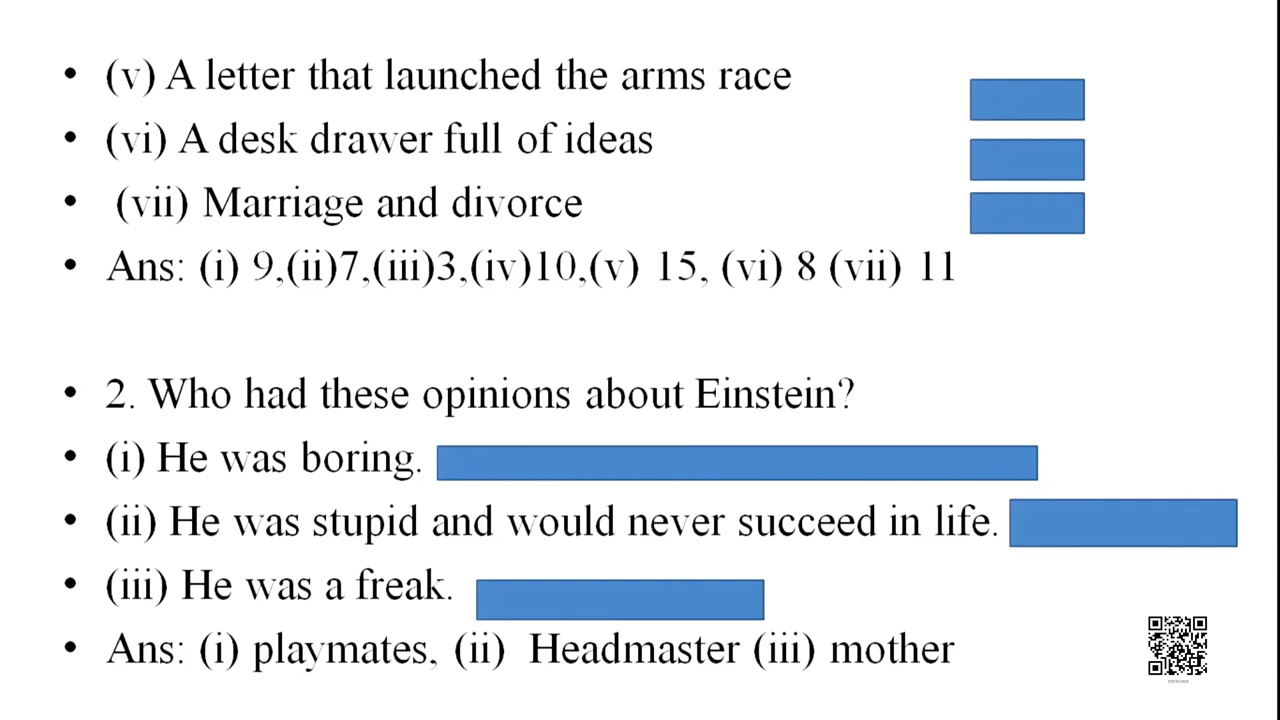 • (v) A letter that launched the arms race
• (vi) A desk drawer full of ideas
• (vii) Marriage and divorce
• Ans: (i) 9,(ii)7,(iii)3,(iv)10,(v) 15, (vi) 8 (vii) 11
• 2. Who had these opinions about Einstein?
• (i) He was boring.
• (ii) He was stupid and would never succeed in life.
• (iii) He was a freak.
• Ans: (i) playmates, (ii) Headmaster (iii) mother